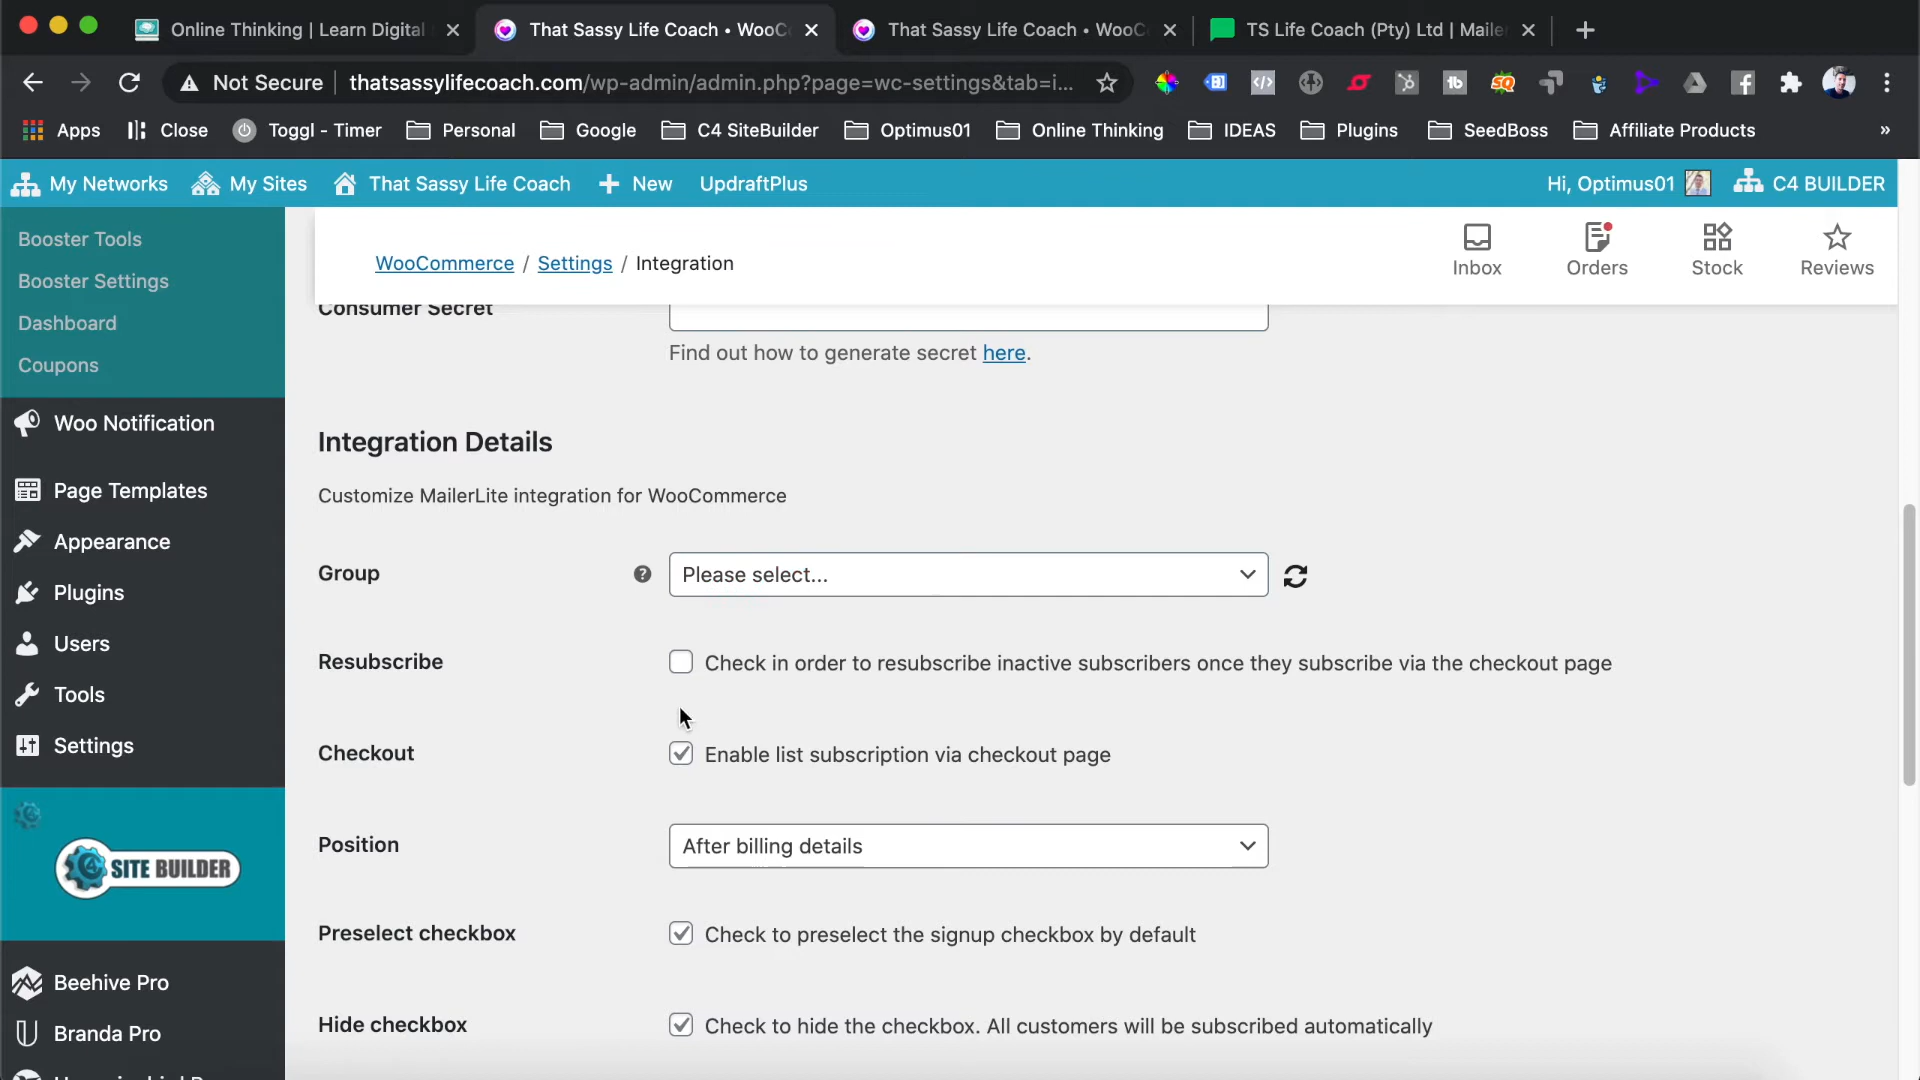 Online Thinking | Learn Digital
That Sassy Life Coach • WooC
That Sassy Life Coach • WooC
TS Life Coach (Pty) Ltd | Mailer
Not Secure
thatsassylifecoach.com/wp-admin/admin.php?page=wc-settings&tab=i...
Apps
Close
Toggl - Timer
Personal
Google
C4 SiteBuilder
Optimus01
Online Thinking
IDEAS
Plugins
SeedBoss
Affiliate Products
»
My Networks
My Sites
That Sassy Life Coach
New
UpdraftPlus
Hi, Optimus01
C4 BUILDER
Booster Tools
Booster Settings
Dashboard
Coupons
Woo Notification
Page Templates
Appearance
Plugins
Users
Tools
Settings
SITE BUILDER
Beehive Pro
Branda Pro
WooCommerce / Settings / Integration
Inbox
Orders
Stock
Reviews
Consumer Secret
Find out how to generate secret here.
Integration Details
Customize MailerLite integration for WooCommerce
Group
Please select...
Resubscribe
Check in order to resubscribe inactive subscribers once they subscribe via the checkout page
Checkout
Enable list subscription via checkout page
Position
After billing details
Preselect checkbox
Check to preselect the signup checkbox by default
Hide checkbox
Check to hide the checkbox. All customers will be subscribed automatically